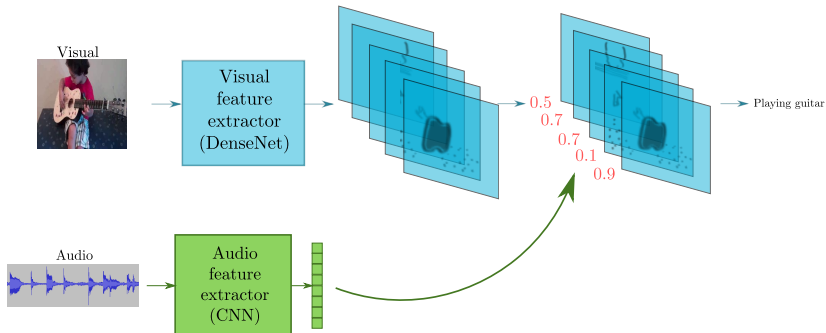 Visual
Visual
feature
extractor
(DenseNet)
0.5
0.7
0.7
0.1
0.9
Playing guitar
Audio
Audio
feature
extractor
(CNN)